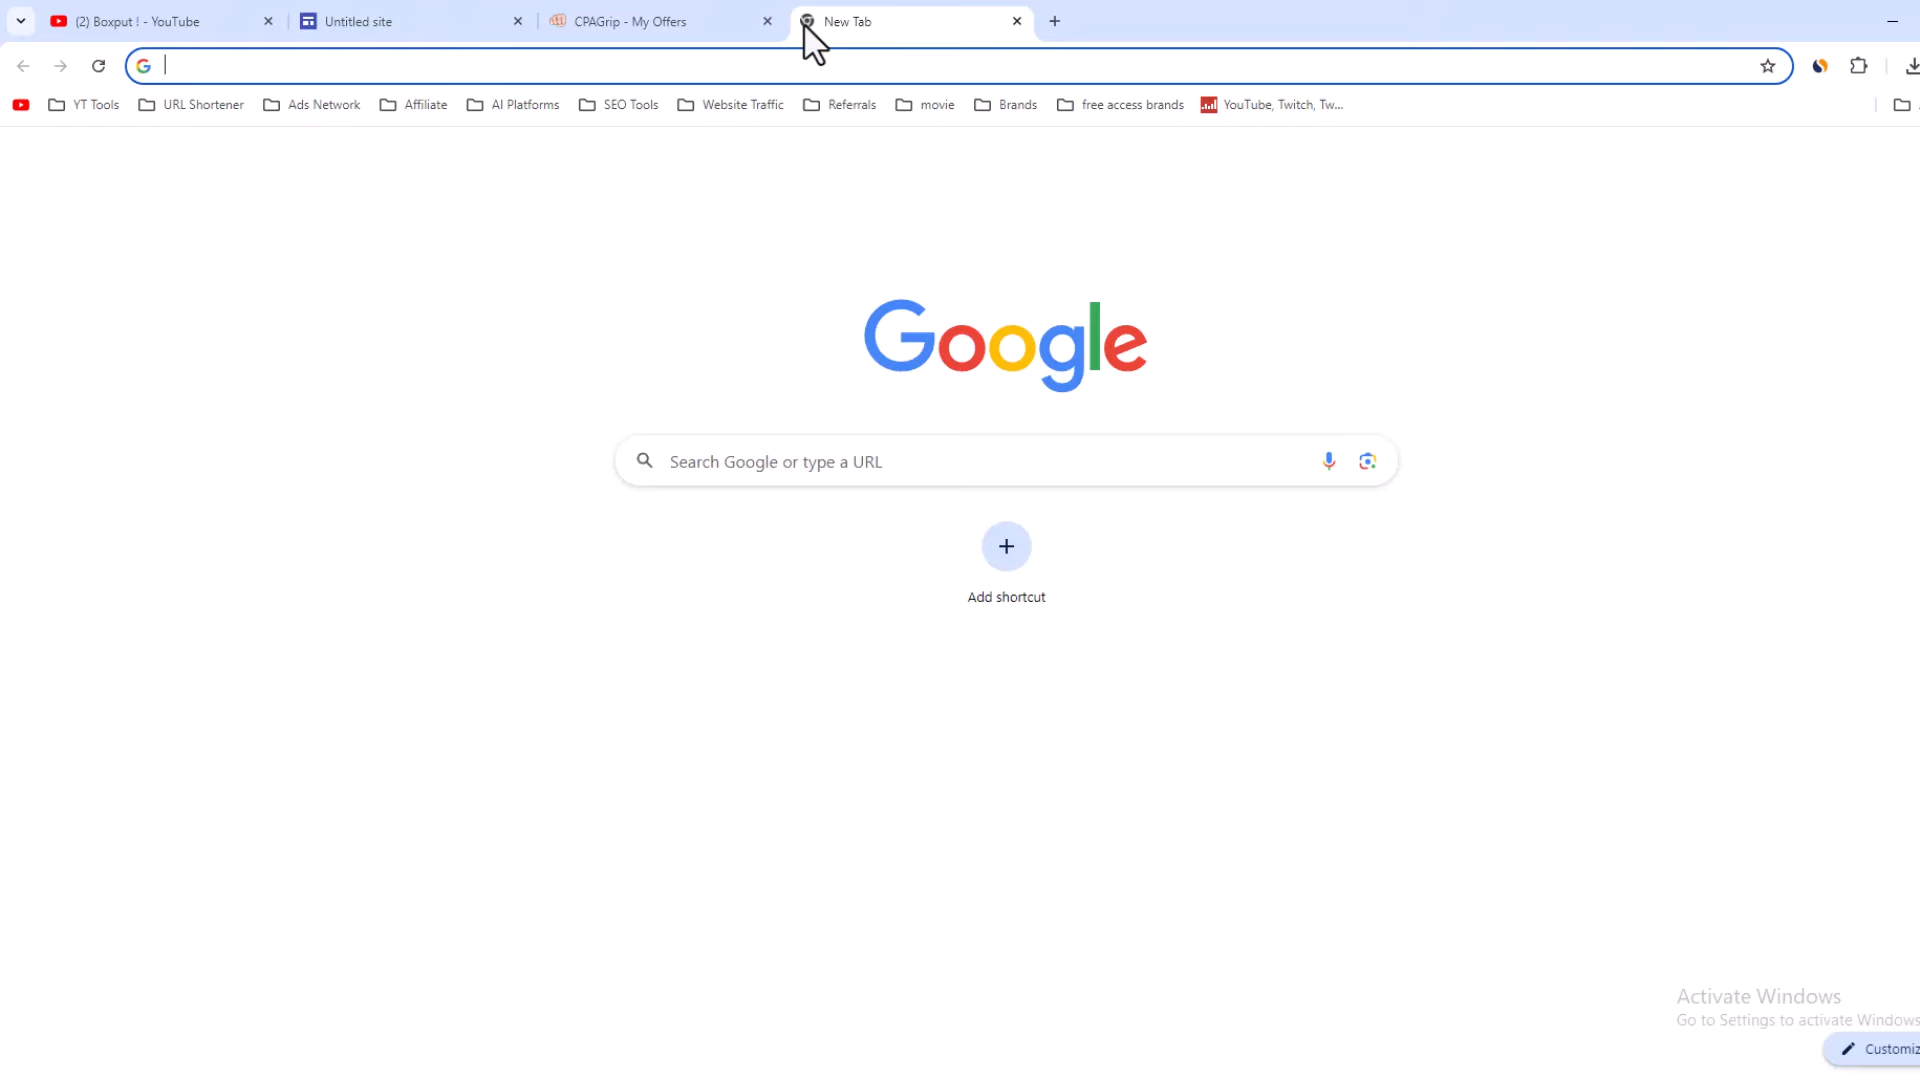 (2) Boxput ! - YouTube
Untitled site
CPAGrip - My Offers
New Tab
YT Tools
URL Shortener
Ads Network
Affiliate
AI Platforms
SEO Tools
Website Traffic
Referrals
movie
Brands
free access brands
YouTube, Twitch, Tw...
Google
Search Google or type a URL
Add shortcut
Activate Windows
Go to Settings to activate Windows
Customiz